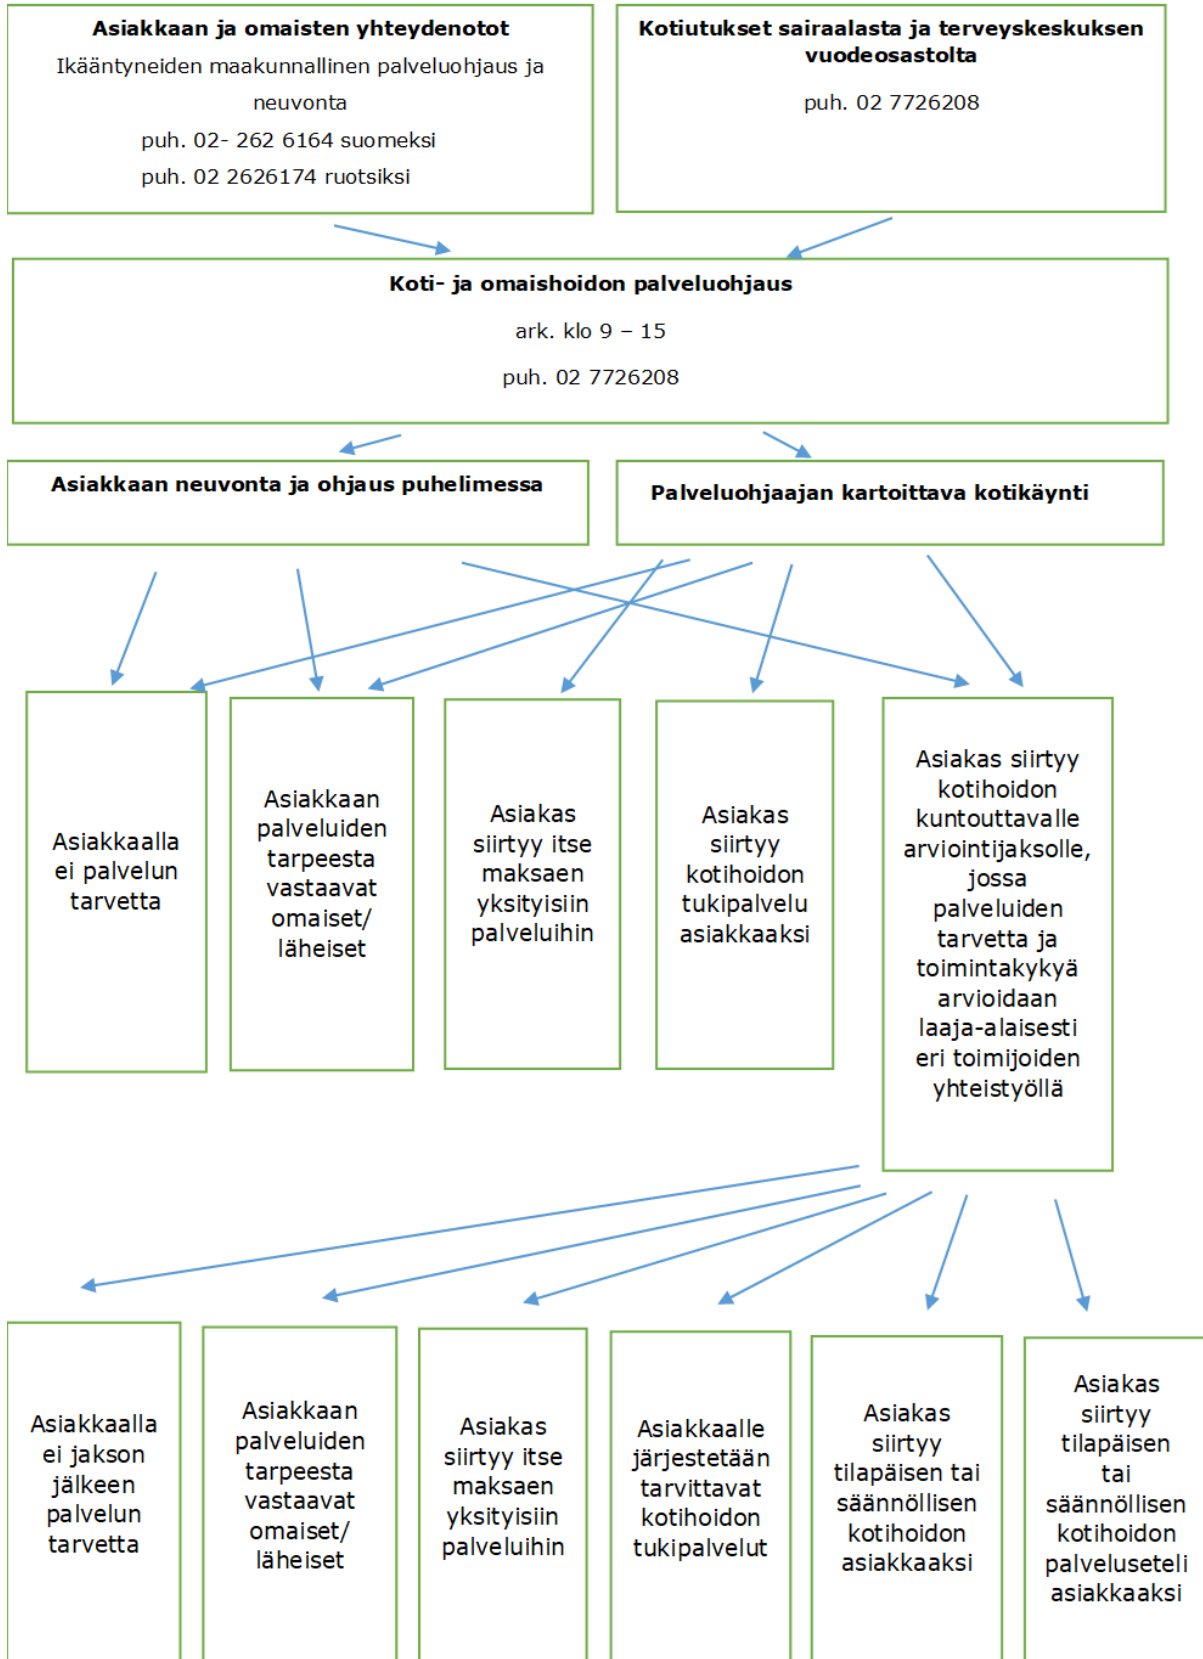 Asiakkaan ja omaisten yhteydenotot
Ikääntyneiden maakunnallinen palveluohjaus ja
neuvonta
puh. 02- 262 6164 suomeksi
puh. 02 2626174 ruotsiksi
Kotiutukset sairaalasta ja terveyskeskuksen
vuodeosastolta
puh. 02 7726208
Koti- ja omaishoidon palveluohjaus
ark. klo 9 – 15
puh. 02 7726208
Asiakkaan neuvonta ja ohjaus puhelimessa
Palveluohjaajan kartoittava kotikäynti
Asiakkaalla
ei palvelun
tarvetta
Asiakkaan
palveluiden
tarpeesta
vastaavat
omaiset/
läheiset
Asiakas
siirtyy itse
maksaen
yksityisiin
palveluihin
Asiakas
siirtyy
kotihoidon
tukipalvelu
asiakkaaksi
Asiakas siirtyy
kotihoidon
kuntouttavalle
arviointijaksolle,
jossa
palveluiden
tarvetta ja
toimintakykyä
arvioidaan
laaja-alaisesti
eri toimijoiden
yhteistyöllä
Asiakkaalla
ei jakson
jälkeen
palvelun
tarvetta
Asiakkaan
palveluiden
tarpeesta
vastaavat
omaiset/
läheiset
Asiakas
siirtyy itse
maksaen
yksityisiin
palveluihin
Asiakkaalle
järjestetään
tarvittavat
kotihoidon
tukipalvelut
Asiakas
siirtyy
tilapäisen tai
säännöllisen
kotihoidon
asiakkaaksi
Asiakas
siirtyy
tilapäisen
tai
säännöllisen
kotihoidon
palveluseteli
asiakkaaksi